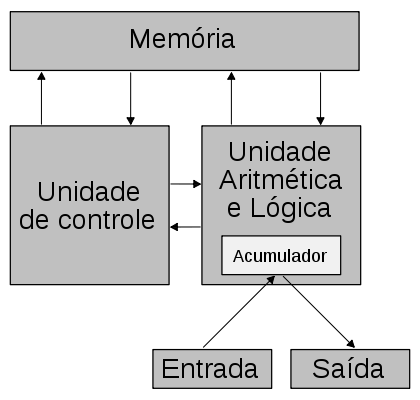 Memória
Unidade
de controle
Unidade
Aritmética
e Lógica
Acumulador
Entrada
Saída